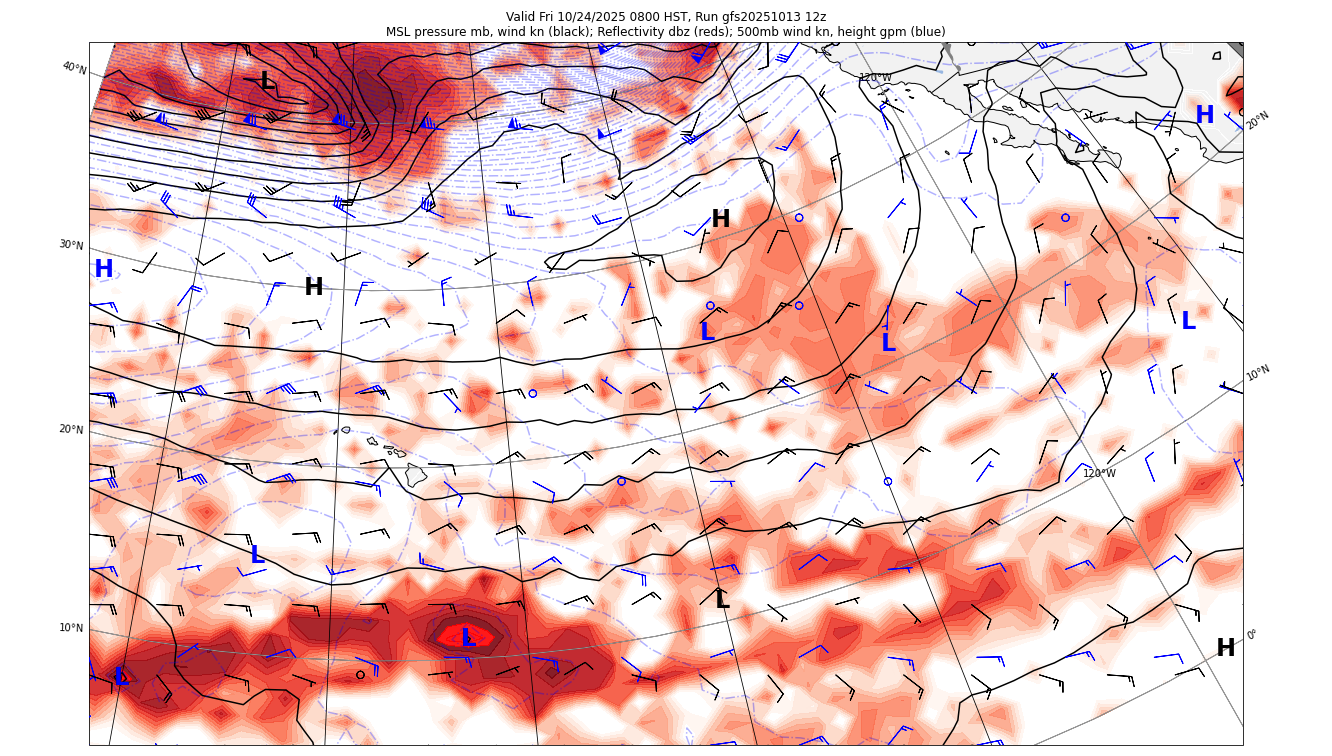 Valid Fri 10/24/2025 0800 HST, Run gfs20251013 12z
MSL pressure mb, wind kn (black); Reflectivity dbz (reds); 500mb wind kn, height gpm (blue)
40°N
L
120°W
H
20°N
30°N
H
H
H
L
L
L
10°N
20°N
120°W
L
L
10°N
L
0°
H
L